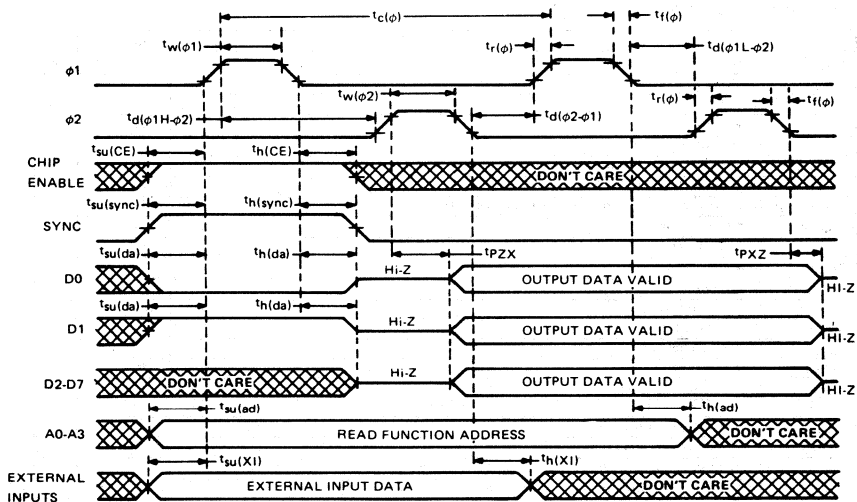 tc(ϕ)
tf(ϕ)
tw(ϕ1)
tr(ϕ)
td(ϕ1L-ϕ2)
ϕ1
tw(ϕ2)
tr(ϕ)
tf(ϕ)
td(ϕ1H-ϕ2)
td(ϕ2-ϕ1)
ϕ2
tsu(CE)
th(CE)
CHIP
ENABLE
DON'T CARE
tsu(sync)
th(sync)
SYNC
tsu(da)
th(da)
tPZX
tPXZ
D0
Hi-Z
OUTPUT DATA VALID
HI-Z
tsu(da)
th(da)
D1
Hi-Z
OUTPUT DATA VALID
HI-Z
D2-D7
DON'T CARE
Hi-Z
OUTPUT DATA VALID
HI-Z
tsu(ad)
th(ad)
A0-A3
READ FUNCTION ADDRESS
DON'T CARE
tsu(XI)
th(XI)
EXTERNAL
INPUTS
EXTERNAL INPUT DATA
DON'T CARE